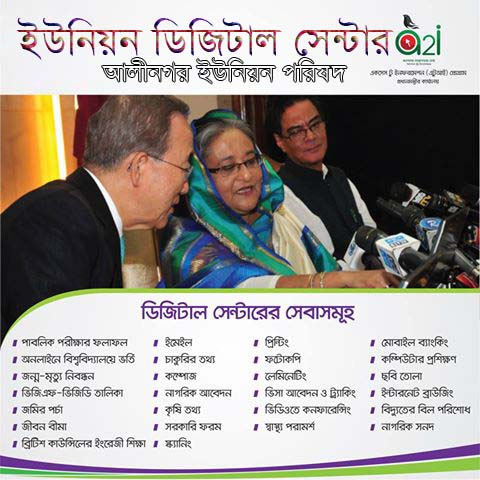 ইউনিয়ন ডিজিটাল সেন্টার
a2i
আলীনগর ইউনিয়ন পরিষদ
একসেস টু ইনফরমেশন (এটুআই) প্রোগ্রাম
প্রধানমন্ত্রীর কার্যালয়
ডিজিটাল সেন্টারের সেবাসমূহ
পাবলিক পরীক্ষার ফলাফল
অনলাইনে বিশ্ববিদ্যালয়ে ভর্তি
জন্ম-মৃত্যু নিবন্ধন
ভিজিএফ-ভিজিডি তালিকা
জমির পর্চা
জীবন বীমা
ব্রিটিশ কাউন্সিলের ইংরেজী শিক্ষা
ইমেইল
চাকুরির তথ্য
কম্পোজ
নাগরিক আবেদন
কৃষি তথ্য
সরকারি ফরম
স্ক্যানিং
প্রিন্টিং
ফটোকপি
লেমিনেটিং
ভিসা আবেদন ও ট্র্যাকিং
ভিডিওতে কনফারেন্সিং
স্বাস্থ্য পরামর্শ
মোবাইল ব্যাংকিং
কম্পিউটার প্রশিক্ষণ
ছবি তোলা
ইন্টারনেট ব্রাউজিং
বিদ্যুতের বিল পরিশোধ
নাগরিক সনদ